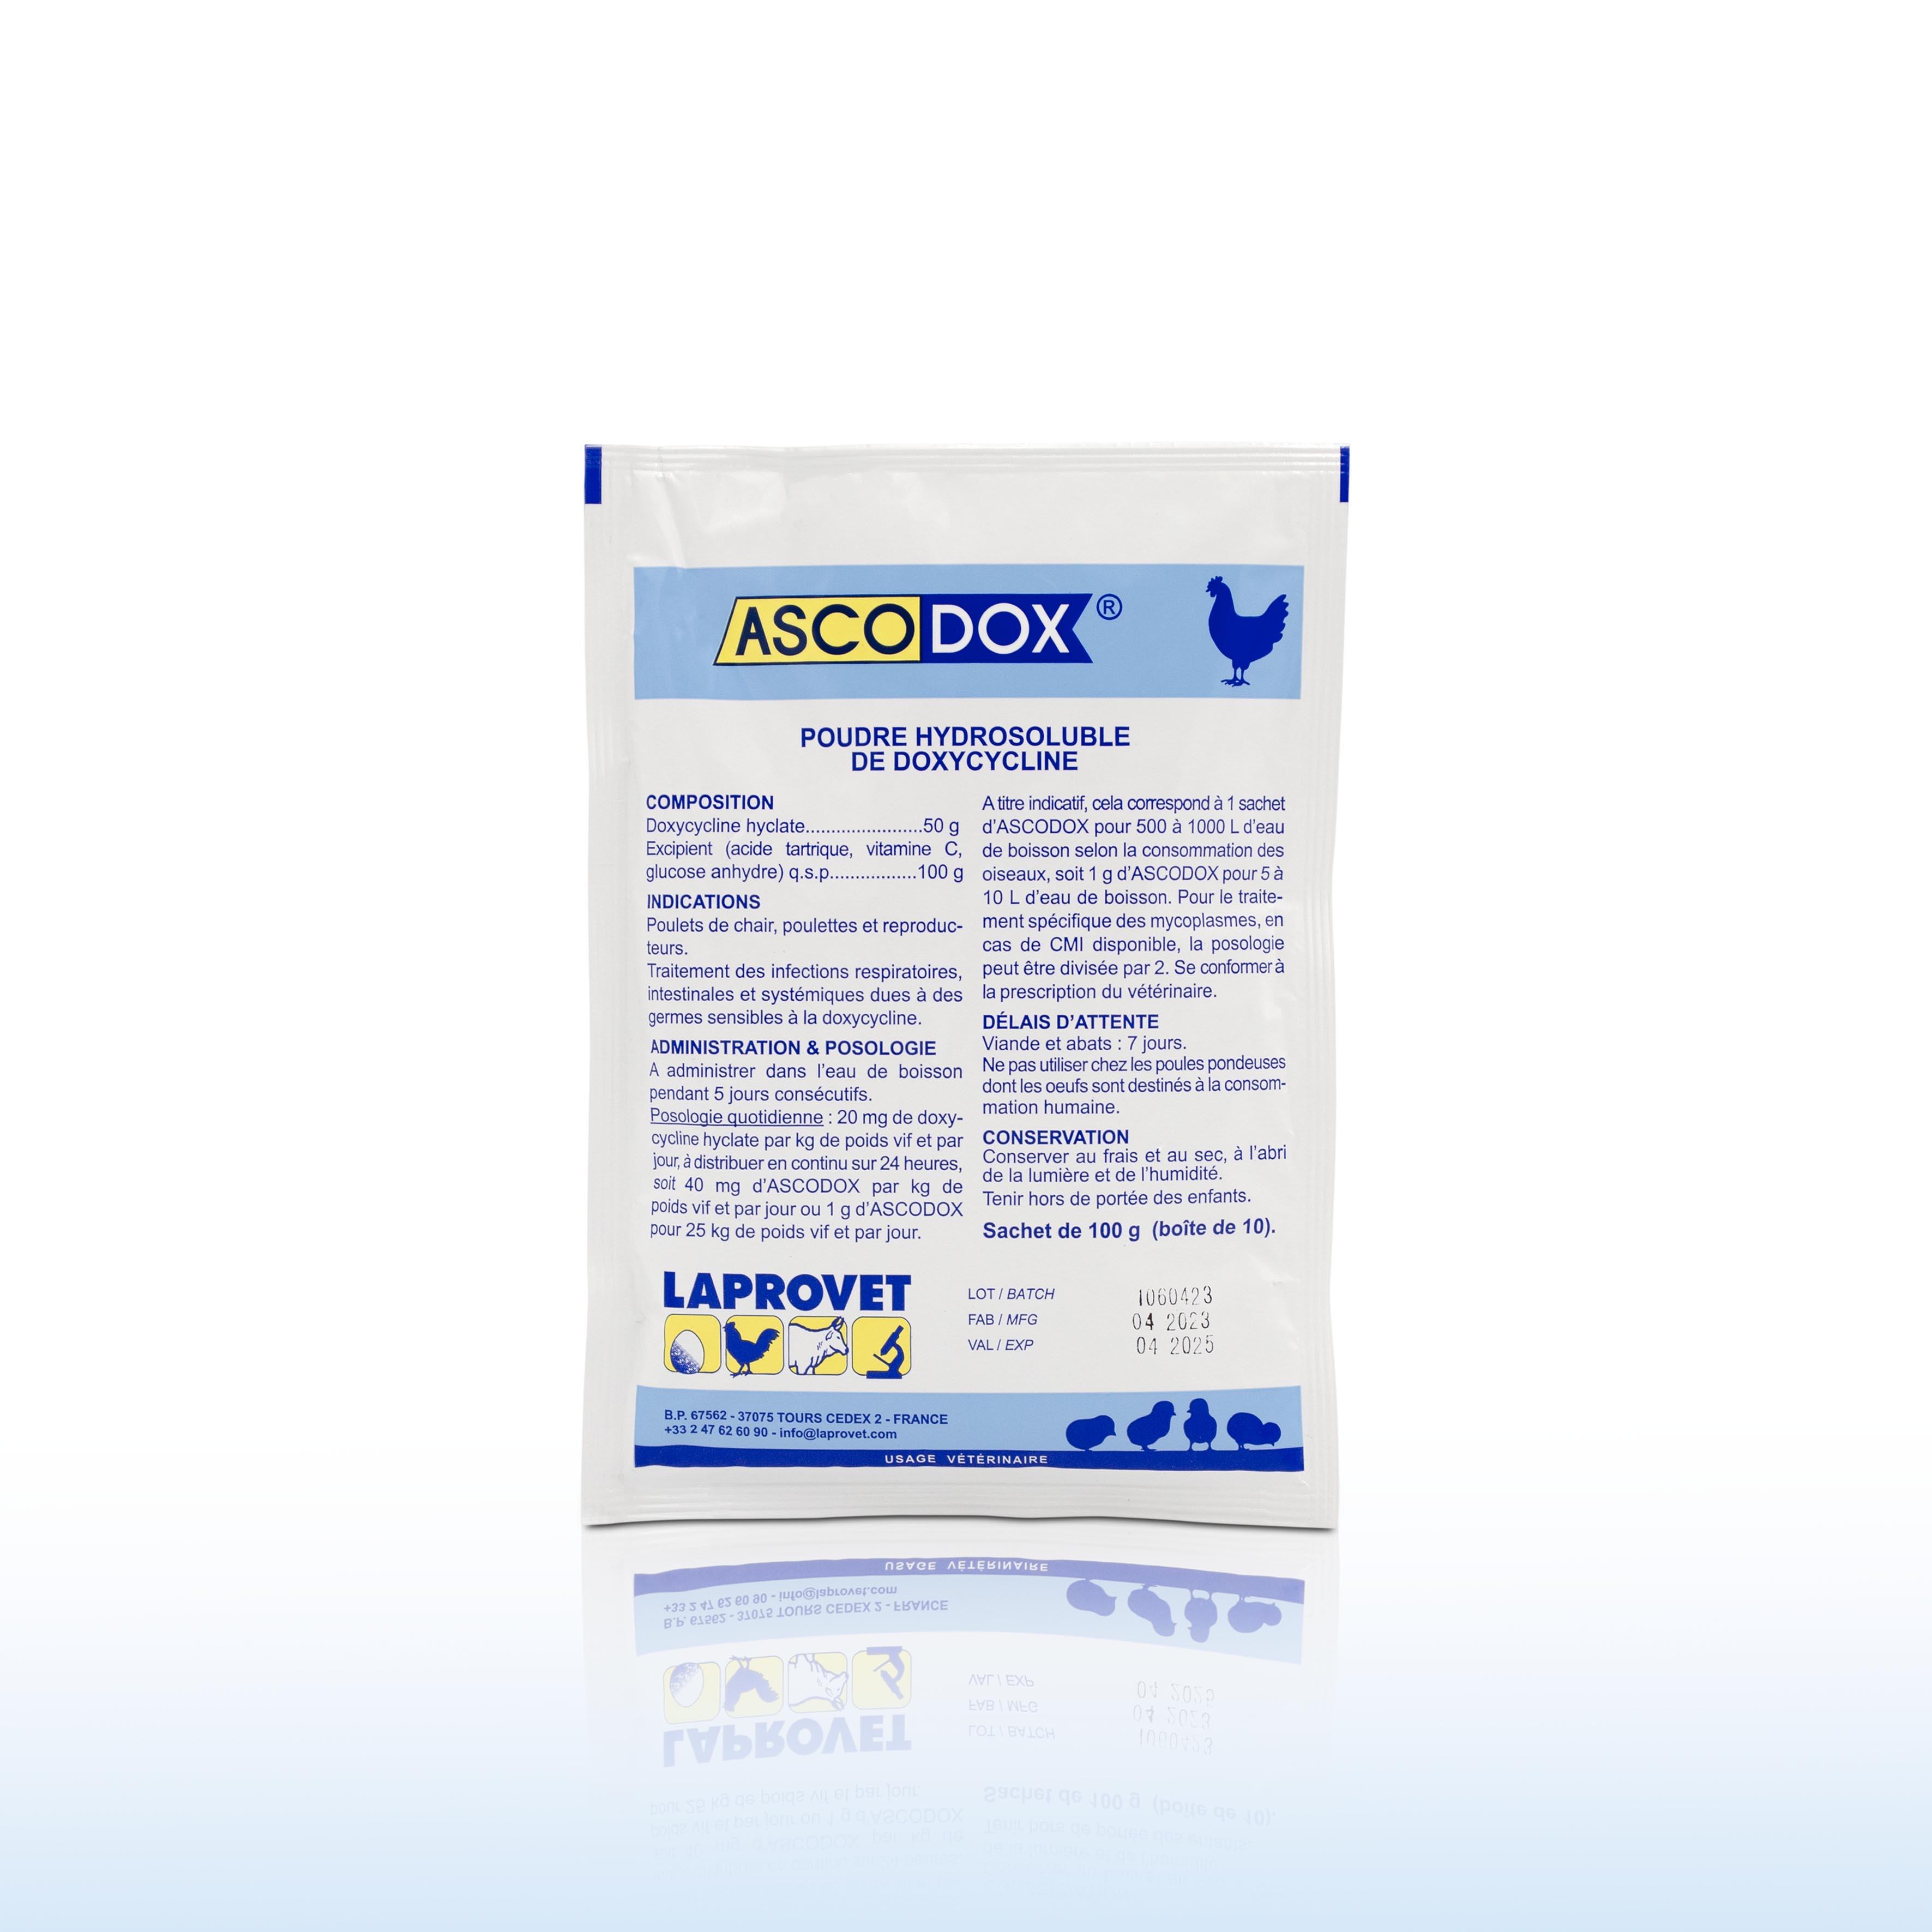 ASCODOX®
POUDRE HYDROSOLUBLE
DE DOXYCYCLINE
COMPOSITION
Doxycycline hyclate.......................50 g
Excipient (acide tartrique, vitamine C,
glucose anhydre) q.s.p.................100 g
INDICATIONS
Poulets de chair, poulettes et reproduc-
teurs.
Traitement des infections respiratoires,
intestinales et systémiques dues à des
germes sensibles à la doxycycline.
ADMINISTRATION & POSOLOGIE
A administrer dans l'eau de boisson
pendant 5 jours consécutifs.
Posologie quotidienne : 20 mg de doxy-
cycline hyclate par kg de poids vif et par
jour, à distribuer en continu sur 24 heures,
soit 40 mg d'ASCODOX par kg de
poids vif et par jour ou 1 g d'ASCODOX
pour 25 kg de poids vif et par jour.
A titre indicatif, cela correspond à 1 sachet
d'ASCODOX pour 500 à 1000 L d'eau
de boisson selon la consommation des
oiseaux, soit 1 g d'ASCODOX pour 5 à
10 L d'eau de boisson. Pour le traite-
ment spécifique des mycoplasmes, en
cas de CMI disponible, la posologie
peut être divisée par 2. Se conformer à
la prescription du vétérinaire.
DÉLAIS D'ATTENTE
Viande et abats : 7 jours.
Ne pas utiliser chez les poules pondeuses
dont les oeufs sont destinés à la consom-
mation humaine.
CONSERVATION
Conserver au frais et au sec, à l'abri
de la lumière et de l'humidité.
Tenir hors de portée des enfants.
Sachet de 100 g (boîte de 10).
LAPROVET
LOT / BATCH 1060423
FAB / MFG 04 2023
VAL / EXP 04 2025
B.P. 67562 - 37075 TOURS CEDEX 2 - FRANCE
+33 2 47 62 60 90 - info@laprovet.com
USAGE VÉTÉRINAIRE